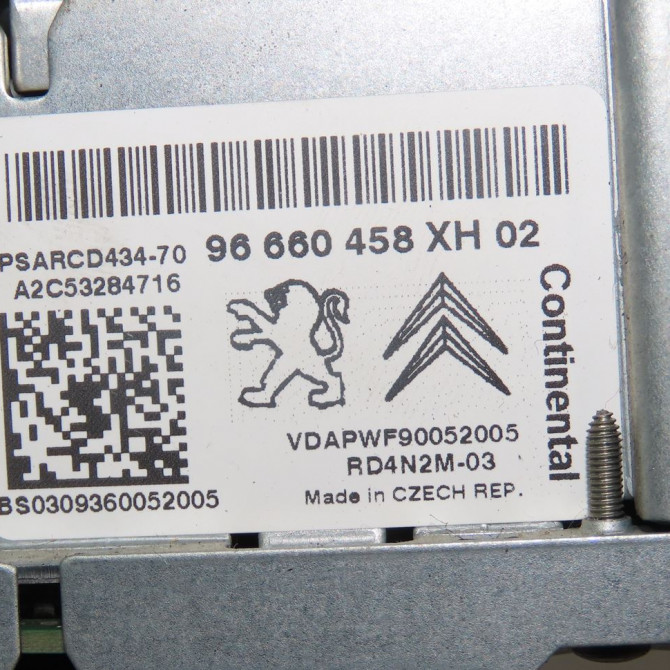 PSARCD434-70 96 660 458 XH 02
A2C53284716
Continental
VDAPWF90052005
RD4N2M-03
BS0309360052005
Made in CZECH REP.